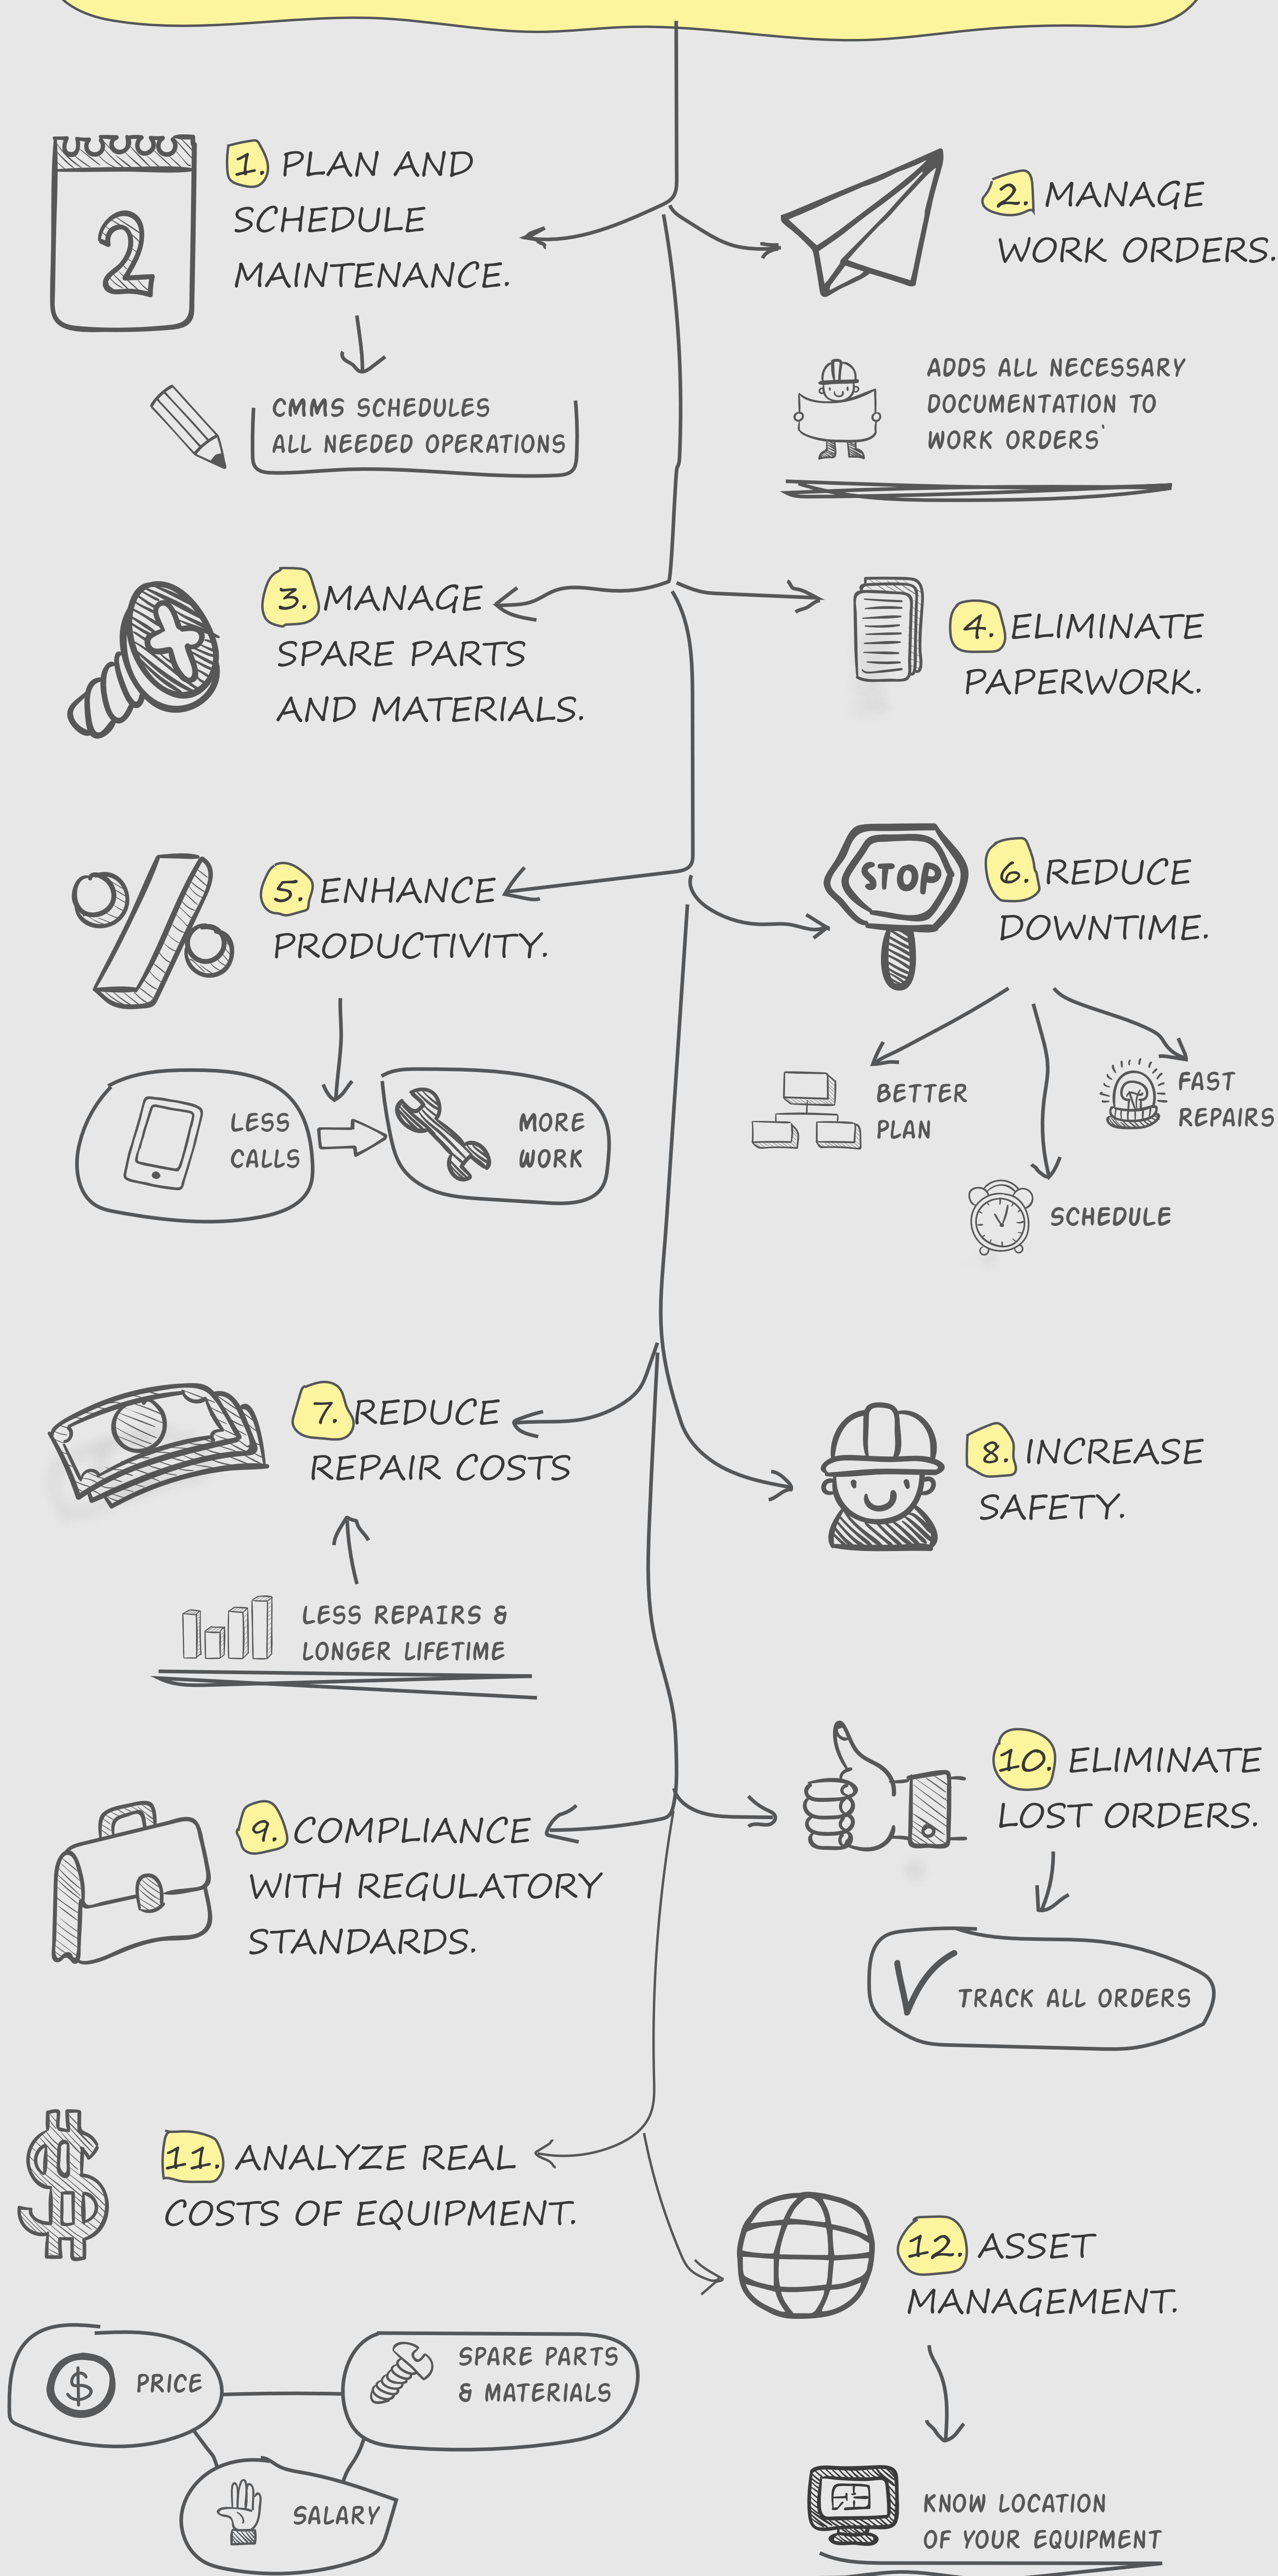 2
1. PLAN AND
SCHEDULE
MAINTENANCE.
CMMS SCHEDULES
ALL NEEDED OPERATIONS
2. MANAGE
WORK ORDERS.
ADDS ALL NECESSARY
DOCUMENTATION TO
WORK ORDERS'
3. MANAGE
SPARE PARTS
AND MATERIALS.
4. ELIMINATE
PAPERWORK.
5. ENHANCE
PRODUCTIVITY.
LESS
CALLS
MORE
WORK
STOP
6. REDUCE
DOWNTIME.
BETTER
PLAN
FAST
REPAIRS
SCHEDULE
7. REDUCE
REPAIR COSTS
LESS REPAIRS &
LONGER LIFETIME
8. INCREASE
SAFETY.
9. COMPLIANCE
WITH REGULATORY
STANDARDS.
10. ELIMINATE
LOST ORDERS.
TRACK ALL ORDERS
11. ANALYZE REAL
COSTS OF EQUIPMENT.
$ PRICE
SPARE PARTS
& MATERIALS
SALARY
12. ASSET
MANAGEMENT.
KNOW LOCATION
OF YOUR EQUIPMENT